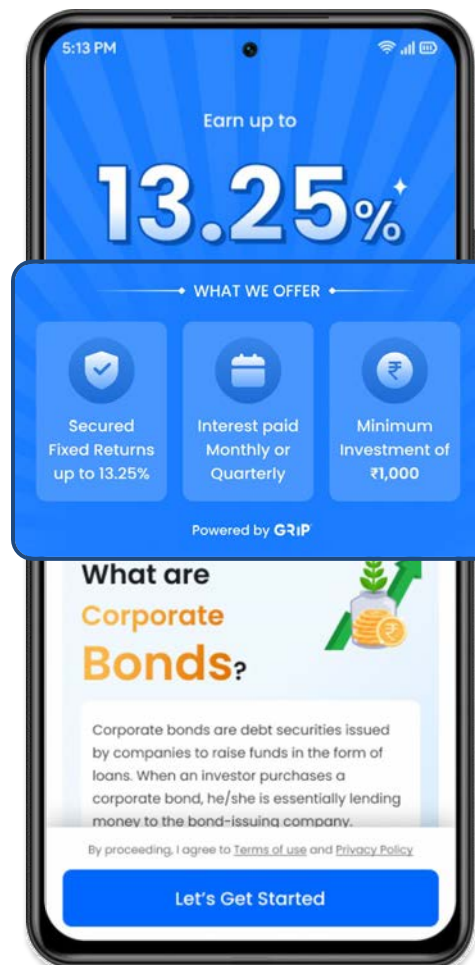 5:13 PM
Earn up to
13.25%
WHAT WE OFFER
Secured
Fixed Returns
up to 13.25%
Interest paid
Monthly or
Quarterly
Minimum
Investment of
₹1,000
Powered by GRIP
What are
Corporate
Bonds?
Corporate bonds are debt securities issued
by companies to raise funds in the form of
loans. When an investor purchases a
corporate bond, he/she is essentially lending
money to the bond-issuing company.
By proceeding, I agree to Terms of use and Privacy Policy
Let's Get Started